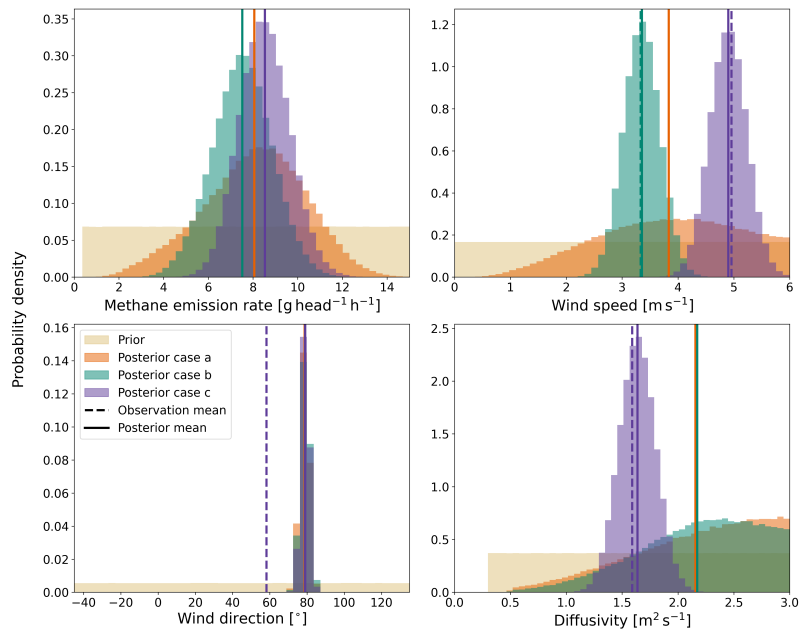 Probability density
0.35
0.30
0.25
0.20
0.15
0.10
0.05
0.00
0 2 4 6 8 10 12 14
Methane emission rate [g head⁻¹ h⁻¹]
1.2
1.0
0.8
0.6
0.4
0.2
0.0
0 1 2 3 4 5 6
Wind speed [m s⁻¹]
0.16
0.14
0.12
0.10
0.08
0.06
0.04
0.02
0.00
Prior
Posterior case a
Posterior case b
Posterior case c
Observation mean
Posterior mean
−40 −20 0 20 40 60 80 100 120
Wind direction [°]
2.5
2.0
1.5
1.0
0.5
0.0
0.0 0.5 1.0 1.5 2.0 2.5 3.0
Diffusivity [m² s⁻¹]